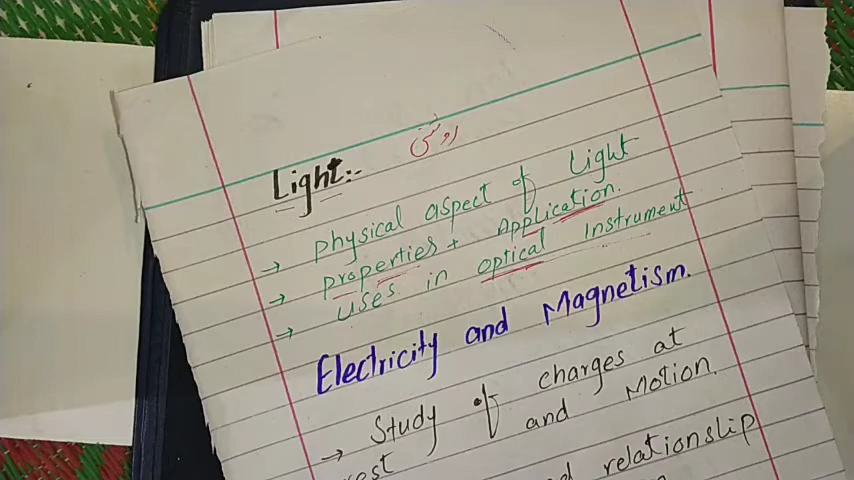 روشنی
Light:-
→ Physical aspect of Light
→ properties + Application.
→ uses in optical Instrument
Electricity and Magnetism.
→ Study of charges at
rest and Motion.
relationship